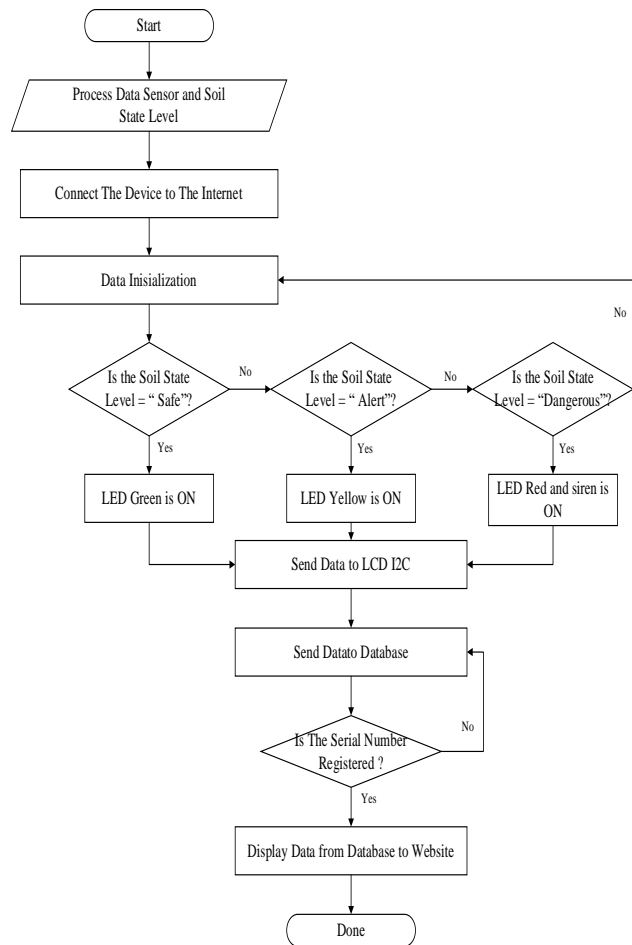 Start
Process Data Sensor and Soil
State Level
Connect The Device to The Internet
Data Inisialization
No
Is the Soil State
Level = “ Safe”?
No
Is the Soil State
Level = “ Alert”?
No
Is the Soil State
Level = “Dangerous”?
Yes
Yes
Yes
LED Green is ON
LED Yellow is ON
LED Red and siren is
ON
Send Data to LCD I2C
Send Datato Database
No
Is The Serial Number
Registered ?
Yes
Display Data from Database to Website
Done